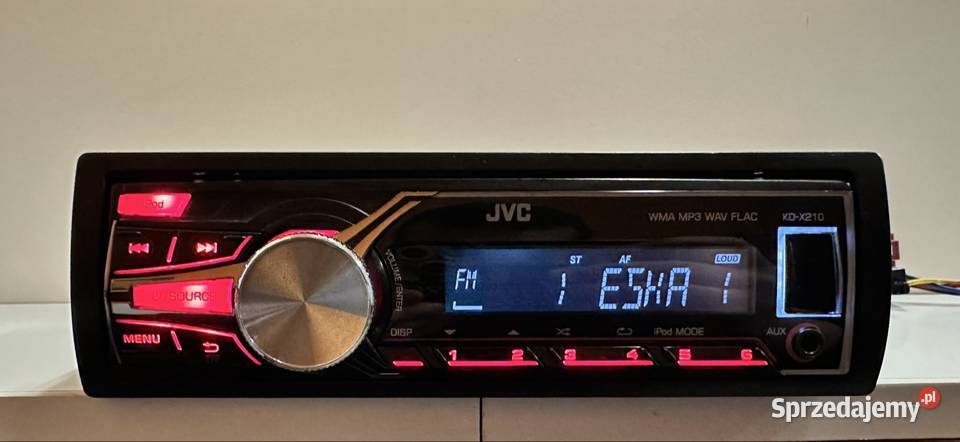 iPod
JVC
WMA MP3 WAV FLAC
KD-X210
VOLUME/ENTER
ST AF LOUD
FM 1 ESKA 1
SOURCE
MENU
DISP
iPod MODE
AUX
1 2 3 4 5 6
Sprzedajemy.pl